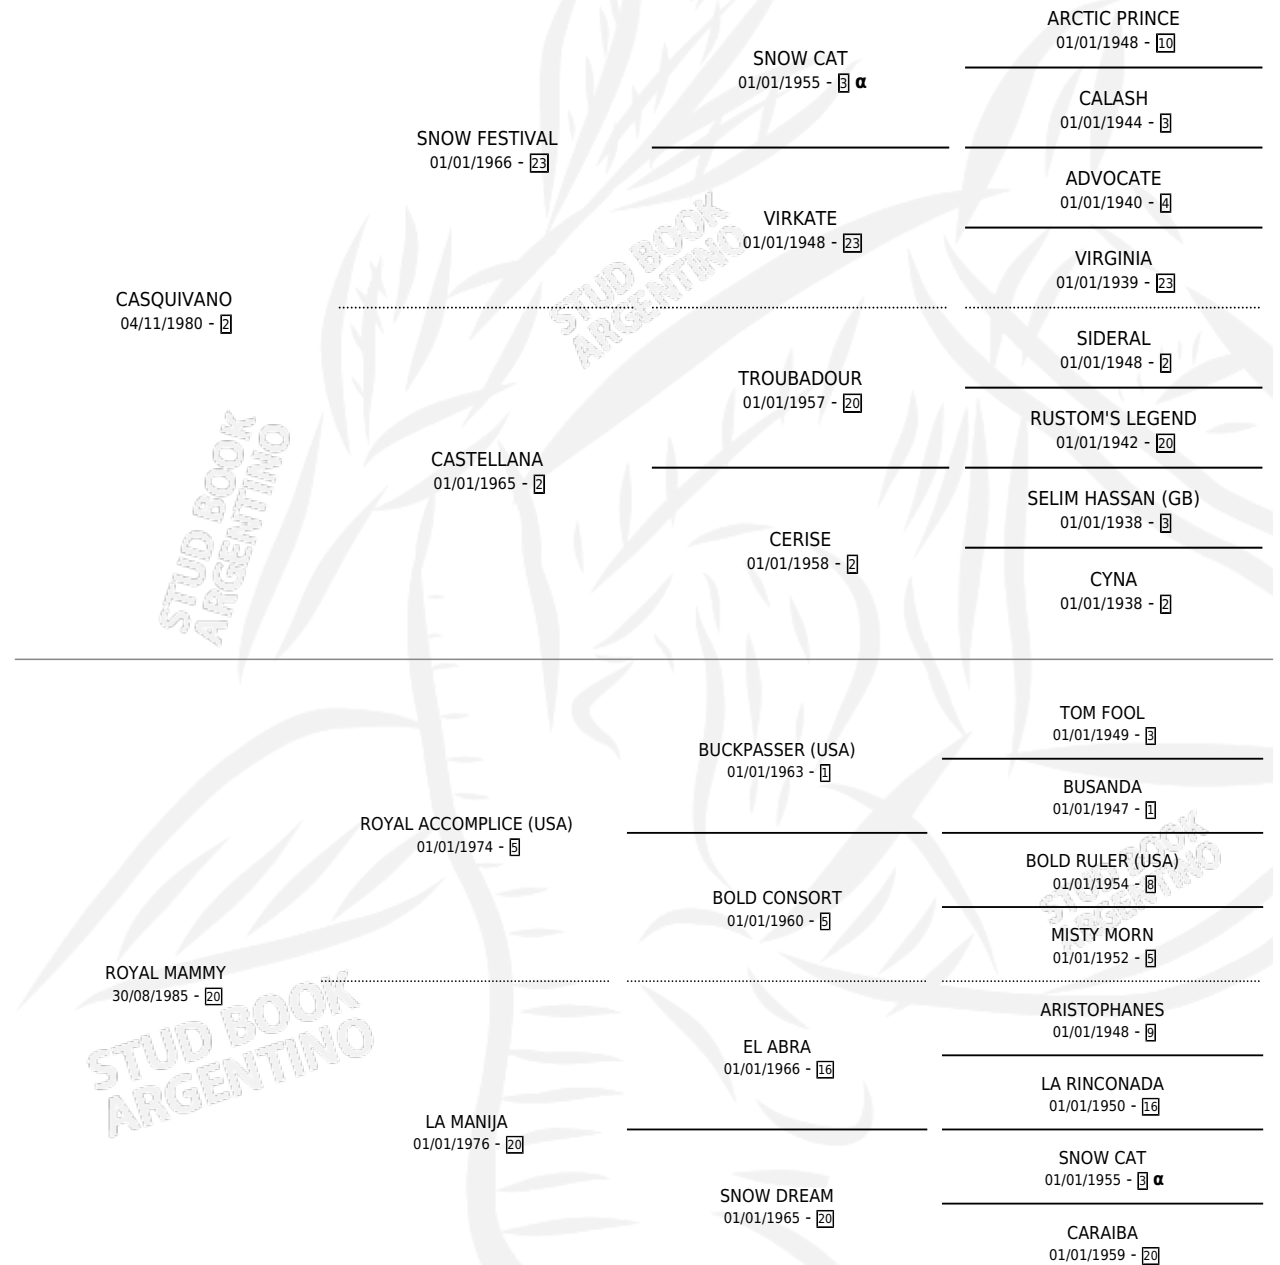 ARCTIC PRINCE
01/01/1948 - 10
SNOW CAT
01/01/1955 - 3 α
CALASH
01/01/1944 - 3
SNOW FESTIVAL
01/01/1966 - 23
ADVOCATE
01/01/1940 - 4
VIRKATE
01/01/1948 - 23
VIRGINIA
01/01/1939 - 23
CASQUIVANO
04/11/1980 - 2
STUD BOOK
ARGENTINO
SIDERAL
01/01/1948 - 2
TROUBADOUR
01/01/1957 - 20
RUSTOM'S LEGEND
01/01/1942 - 20
CASTELLANA
01/01/1965 - 2
SELIM HASSAN (GB)
01/01/1938 - 3
CERISE
01/01/1958 - 2
CYNA
01/01/1938 - 2
STUD BOOK
ARGENTINO
TOM FOOL
01/01/1949 - 3
BUCKPASSER (USA)
01/01/1963 - 1
BUSANDA
01/01/1947 - 1
ROYAL ACCOMPLICE (USA)
01/01/1974 - 5
BOLD RULER (USA)
01/01/1954 - 8
STUD BOOK
ARGENTINO
BOLD CONSORT
01/01/1960 - 5
MISTY MORN
01/01/1952 - 5
ROYAL MAMMY
30/08/1985 - 20
STUD BOOK
ARGENTINO
ARISTOPHANES
01/01/1948 - 9
EL ABRA
01/01/1966 - 16
LA RINCONADA
01/01/1950 - 16
LA MANIJA
01/01/1976 - 20
SNOW CAT
01/01/1955 - 3 α
SNOW DREAM
01/01/1965 - 20
CARAIBA
01/01/1959 - 20